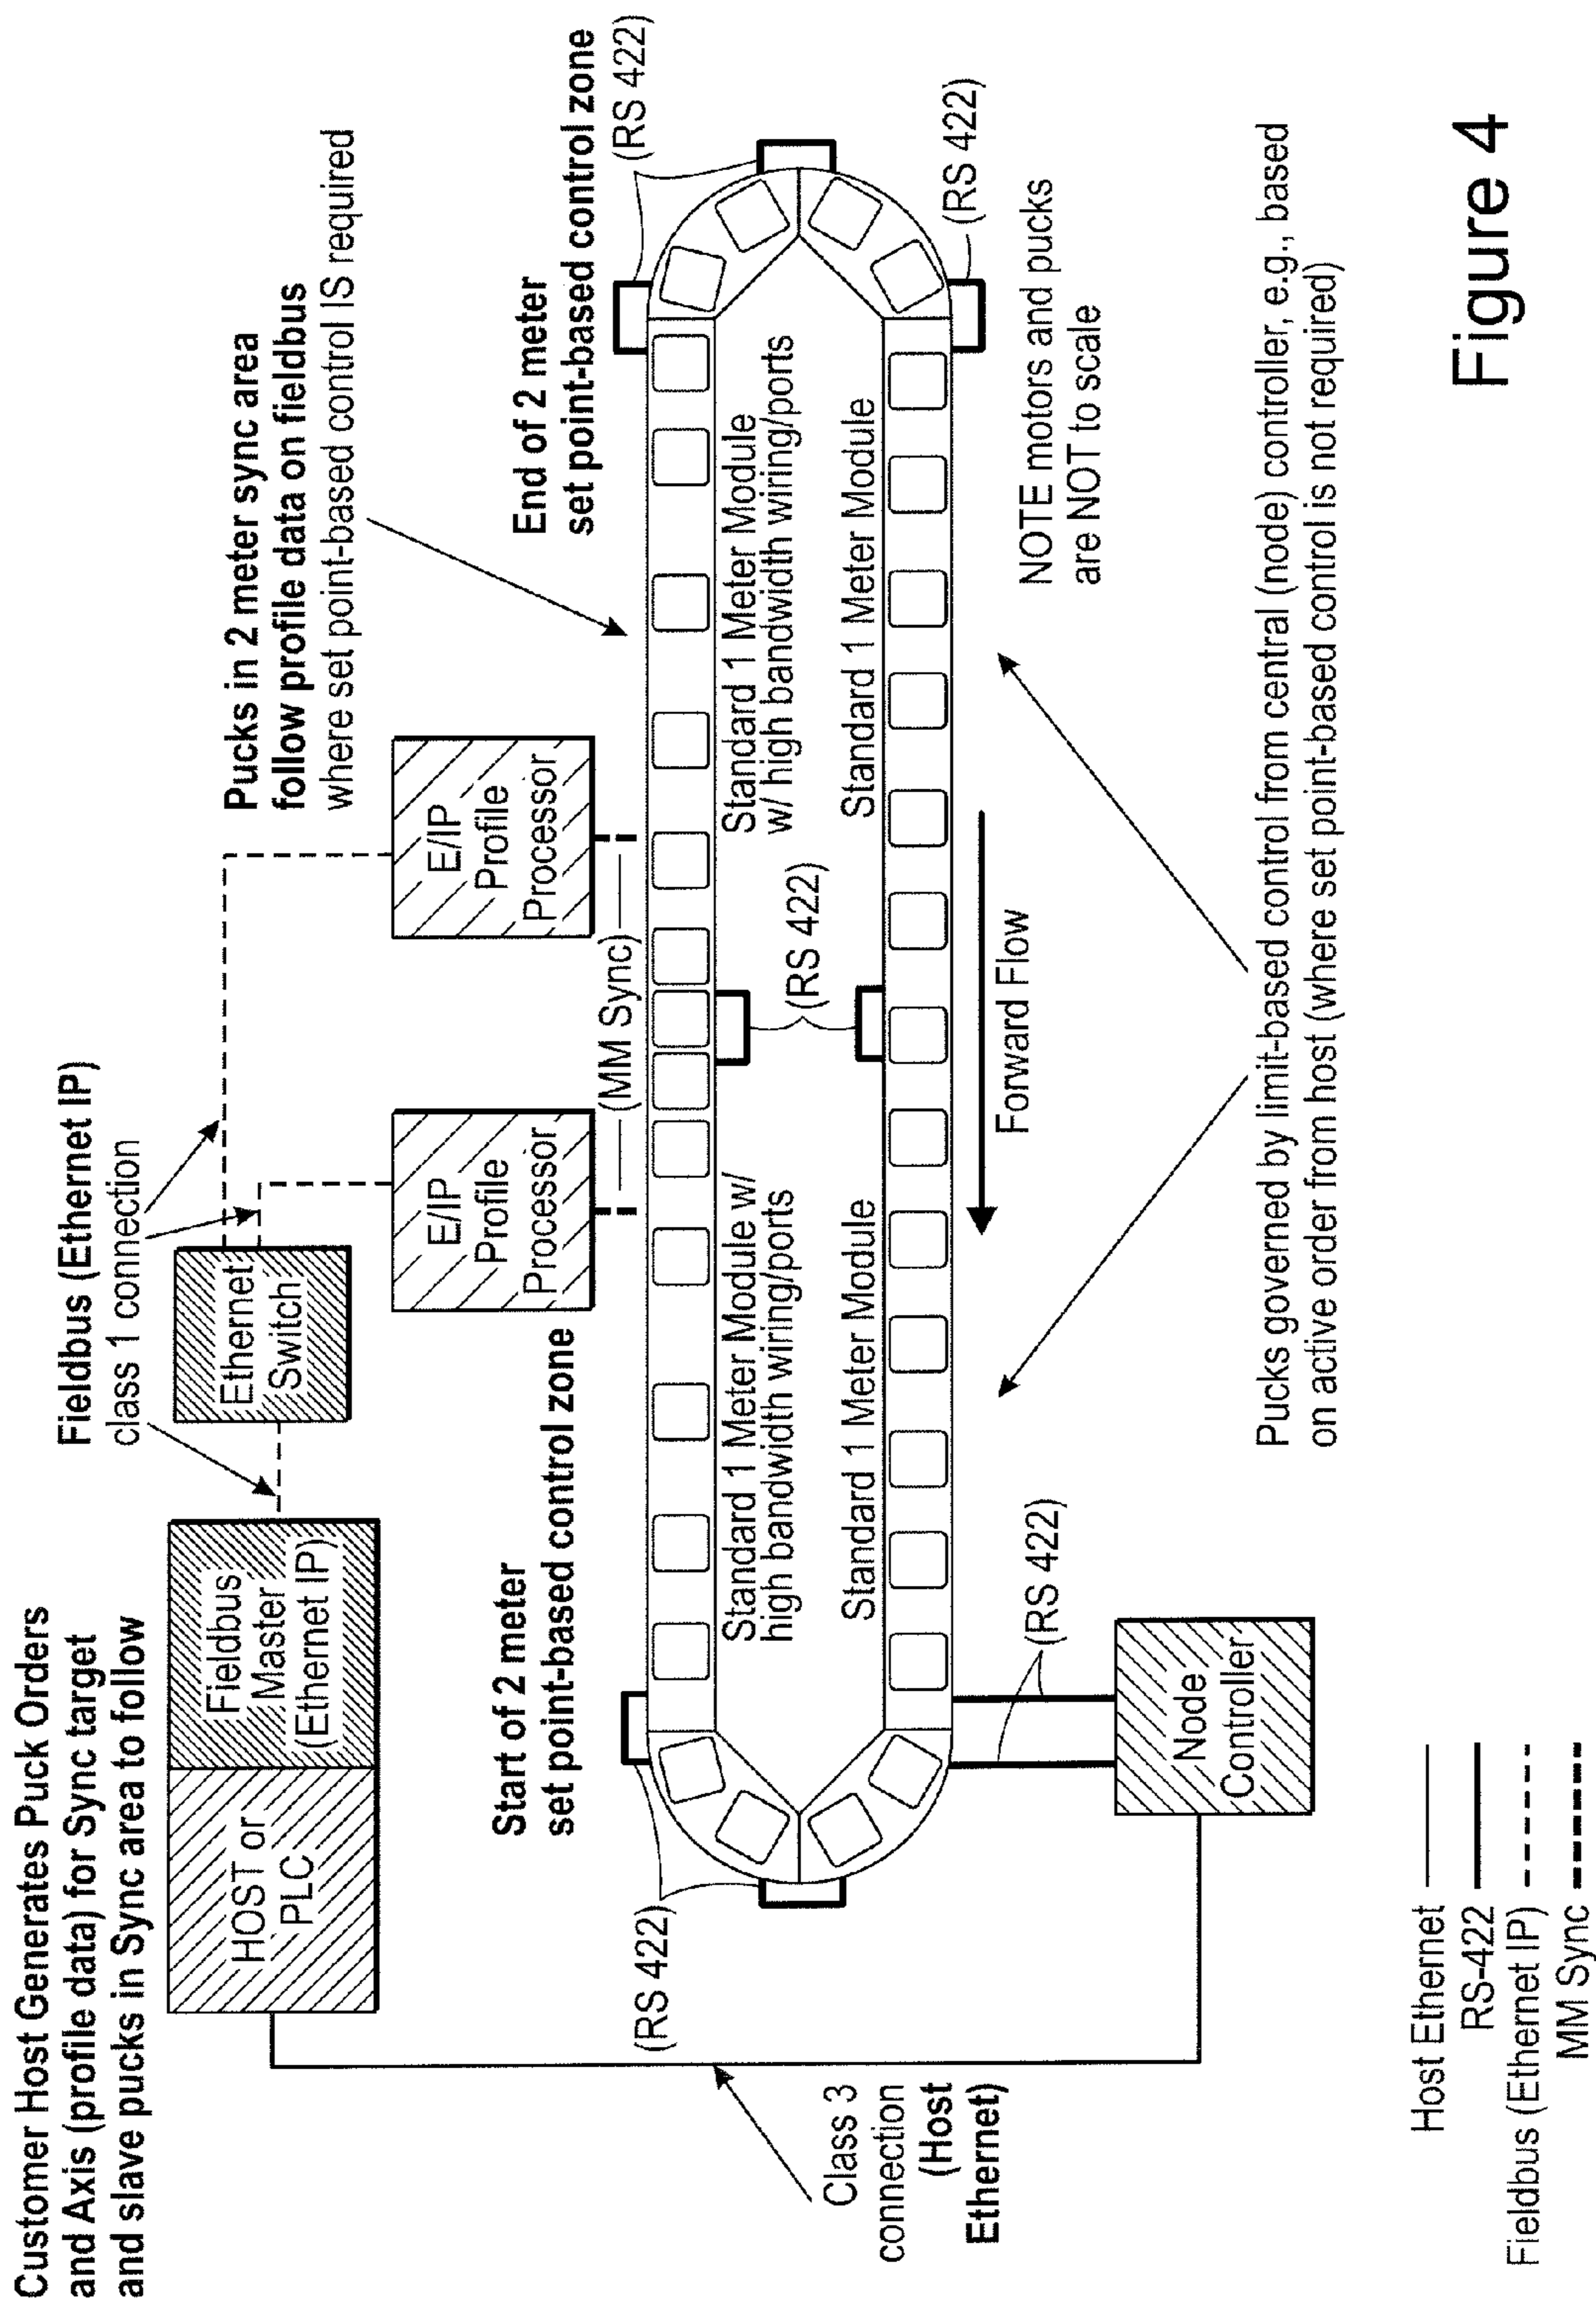 Customer Host Generates Puck Orders
and Axis (profile data) for Sync target
and slave pucks in Sync area to follow
HOST or
PLC
Fieldbus
Master
(Ethernet IP)
Fieldbus (Ethernet IP)
class 1 connection
Ethernet
Switch
Pucks in 2 meter sync area
follow profile data on fieldbus
where set point-based control IS required
E/IP
Profile
Processor
E/IP
Profile
Processor
Start of 2 meter
set point-based control zone
End of 2 meter
set point-based control zone
(RS 422)
(MM Sync)
(RS 422)
Standard 1 Meter Module w/
high bandwidth wiring/ports
Standard 1 Meter Module
w/ high bandwidth wiring/ports
(RS 422)
Standard 1 Meter Module
Standard 1 Meter Module
(RS 422)
Class 3
connection
(Host
Ethernet)
(RS 422)
Forward Flow
NOTE motors and pucks
are NOT to scale
Node
Controller
Pucks governed by limit-based control from central (node) controller, e.g., based
on active order from host (where set point-based control is not required)
Host Ethernet
RS-422
Fieldbus (Ethernet IP)
MM Sync
Figure 4